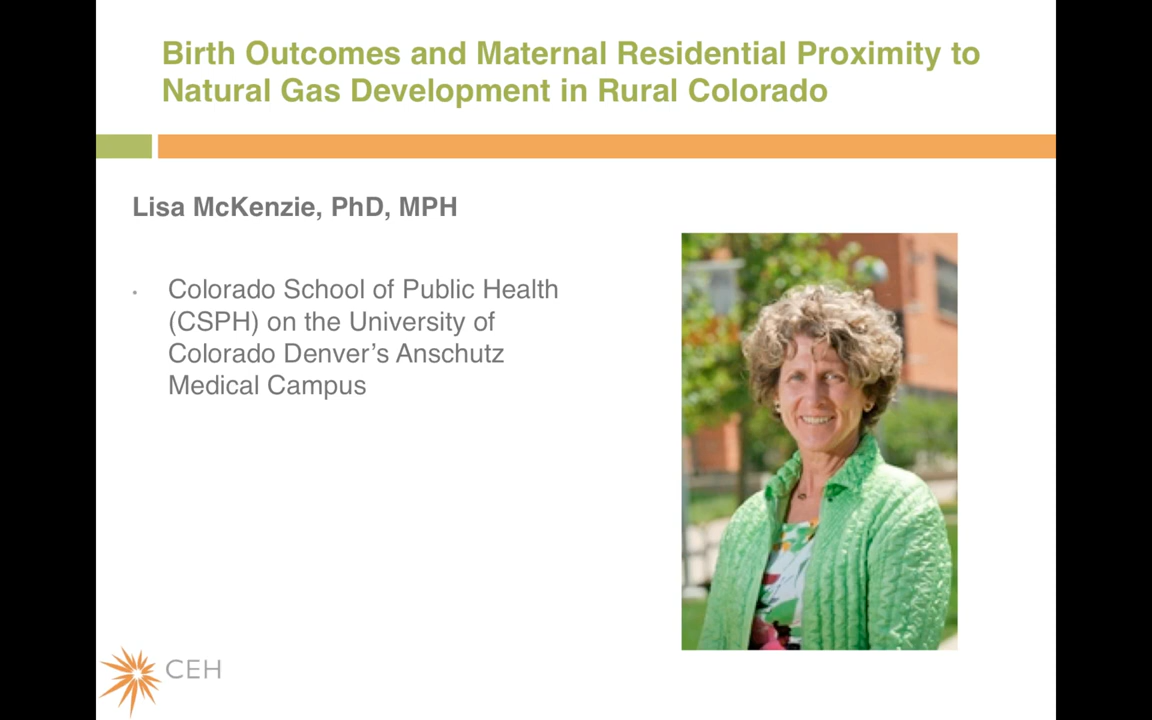 Birth Outcomes and Maternal Residential Proximity to
Natural Gas Development in Rural Colorado
Lisa McKenzie, PhD, MPH
• Colorado School of Public Health
(CSPH) on the University of
Colorado Denver’s Anschutz
Medical Campus
CEH